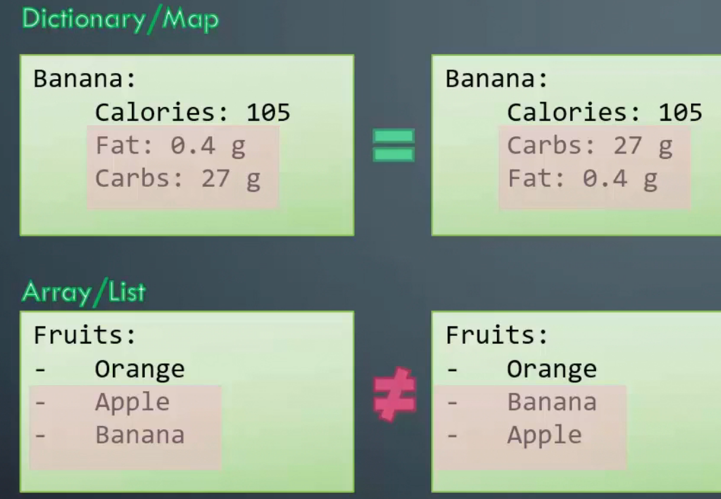 Dictionary/Map
Banana:
Calories: 105
Fat: 0.4 g
Carbs: 27 g
=
Banana:
Calories: 105
Carbs: 27 g
Fat: 0.4 g
Array/List
Fruits:
- Orange
- Apple
- Banana
≠
Fruits:
- Orange
- Banana
- Apple